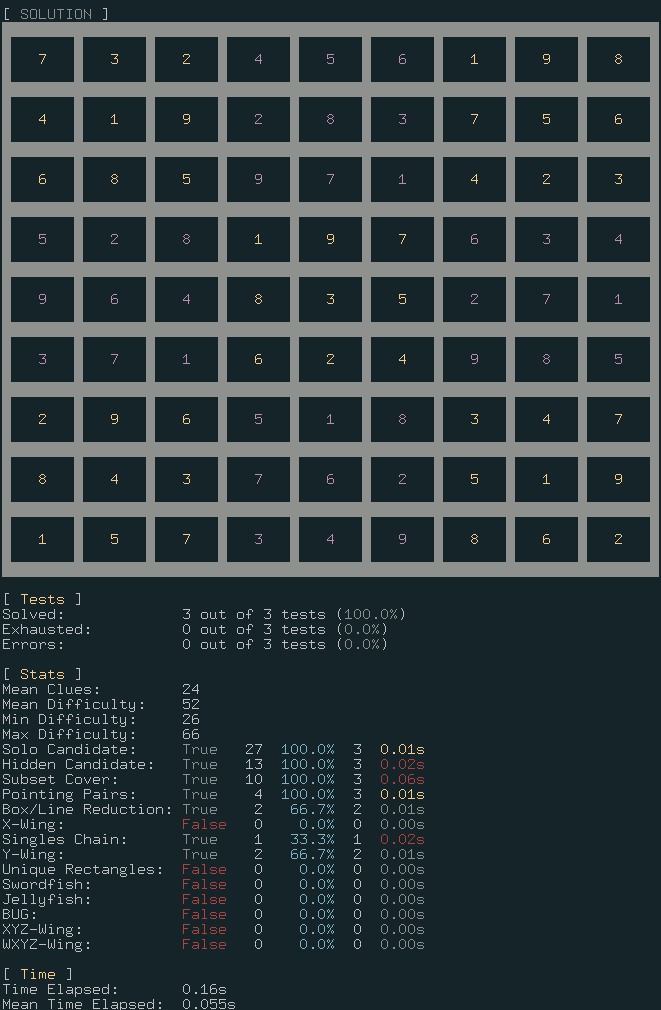 [ SOLUTION ]
7 3 2 4 5 6 1 9 8
4 1 9 2 8 3 7 5 6
6 8 5 9 7 1 4 2 3
5 2 8 1 9 7 6 3 4
9 6 4 8 3 5 2 7 1
3 7 1 6 2 4 9 8 5
2 9 6 5 1 8 3 4 7
8 4 3 7 6 2 5 1 9
1 5 7 3 4 9 8 6 2
[ Tests ]
Solved: 3 out of 3 tests (100.0%)
Exhausted: 0 out of 3 tests (0.0%)
Errors: 0 out of 3 tests (0.0%)
[ Stats ]
Mean Clues: 24
Mean Difficulty: 52
Min Difficulty: 26
Max Difficulty: 66
Solo Candidate: True 27 100.0% 3 0.01s
Hidden Candidate: True 13 100.0% 3 0.02s
Subset Cover: True 10 100.0% 3 0.06s
Pointing Pairs: True 4 100.0% 3 0.01s
Box/Line Reduction: True 2 66.7% 2 0.01s
X-Wing: False 0 0.0% 0 0.00s
Singles Chain: True 1 33.3% 1 0.02s
Y-Wing: True 2 66.7% 2 0.01s
Unique Rectangles: False 0 0.0% 0 0.00s
Swordfish: False 0 0.0% 0 0.00s
Jellyfish: False 0 0.0% 0 0.00s
BUG: False 0 0.0% 0 0.00s
XYZ-Wing: False 0 0.0% 0 0.00s
WXYZ-Wing: False 0 0.0% 0 0.00s
[ Time ]
Time Elapsed: 0.16s
Mean Time Elapsed: 0.055s